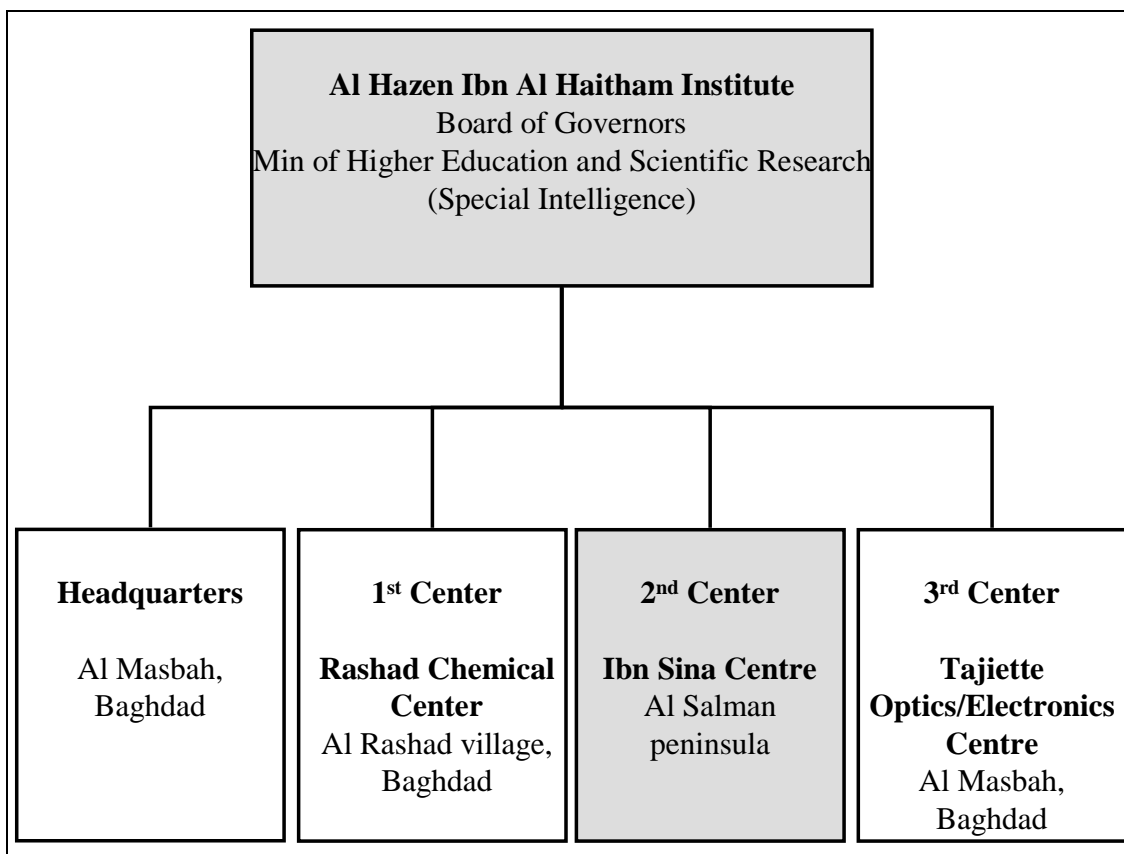 Al Hazen Ibn Al Haitham Institute
Board of Governors
Min of Higher Education and Scientific Research
(Special Intelligence)
Headquarters
Al Masbah,
Baghdad
1st Center
Rashad Chemical
Center
Al Rashad village,
Baghdad
2nd Center
Ibn Sina Centre
Al Salman
peninsula
3rd Center
Tajiette
Optics/Electronics
Centre
Al Masbah,
Baghdad